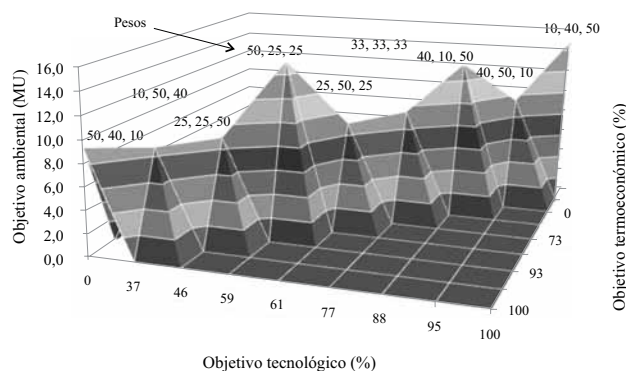 Pesos
10, 40, 50
50, 25, 25
33, 33, 33
40, 10, 50
10, 50, 40
25, 50, 25
40, 50, 10
50, 40, 10
25, 25, 50
Objetivo ambiental (MU)
16,0
14,0
12,0
10,0
8,0
6,0
4,0
2,0
0,0
0
37
46
59
61
77
88
95
100
Objetivo tecnológico (%)
0
73
93
100
Objetivo termoeconómico (%)